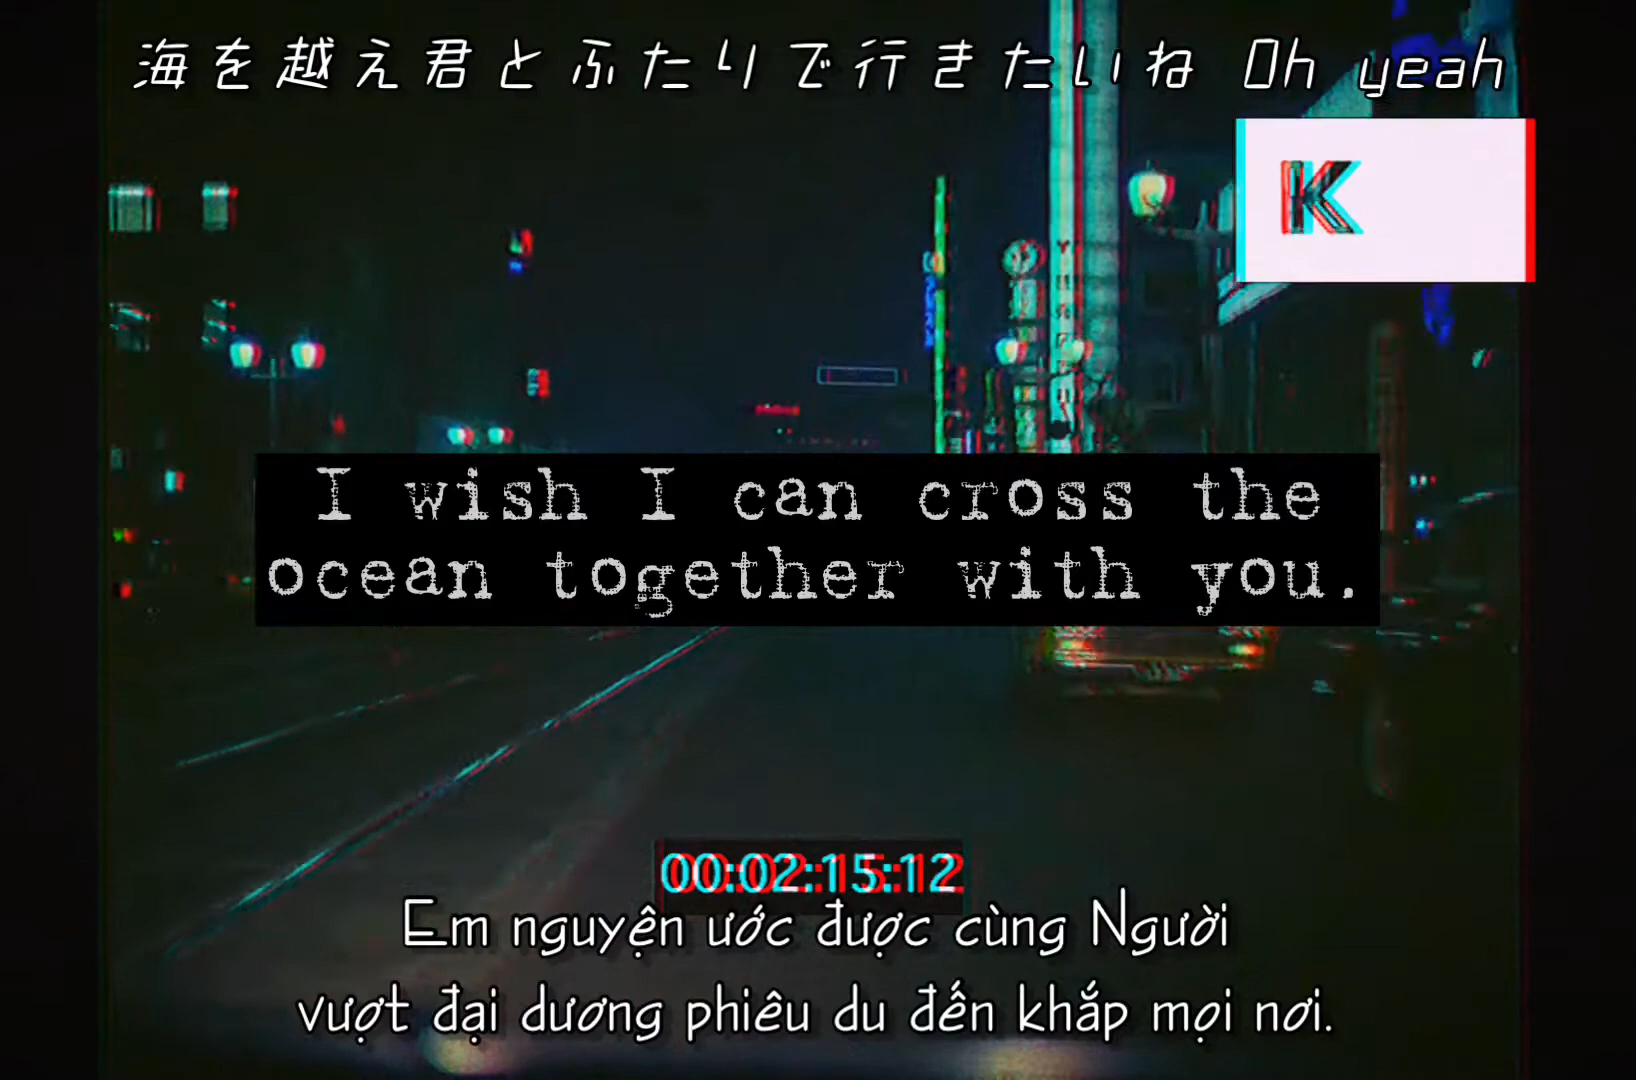 海を越え君とふたりで行きたいね Oh yeah
K
I wish I can cross the
ocean together with you.
00:02:15:12
Em nguyện ước được cùng Người
vượt đại dương phiêu du đến khắp mọi nơi.